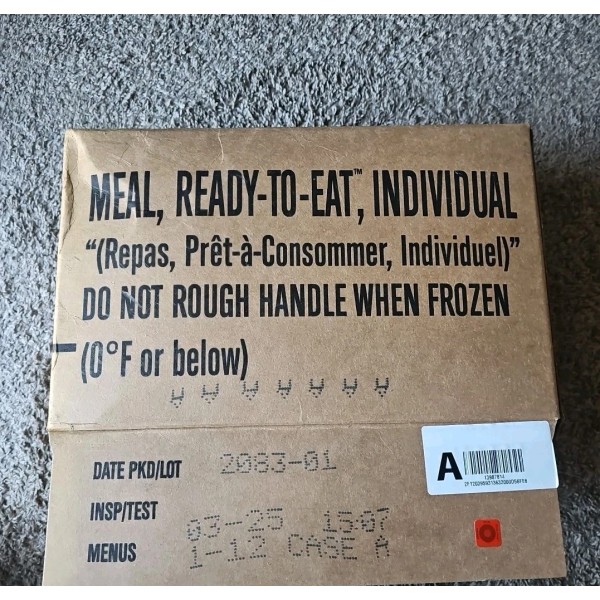 MEAL, READY-TO-EAT™, INDIVIDUAL
“(Repas, Prêt-à-Consommer, Individuel)”
DO NOT ROUGH HANDLE WHEN FROZEN
(0°F or below)
DATE PKD/LOT 2083-01
INSP/TEST 03-25 1507
MENUS 1-12 CASE A
A